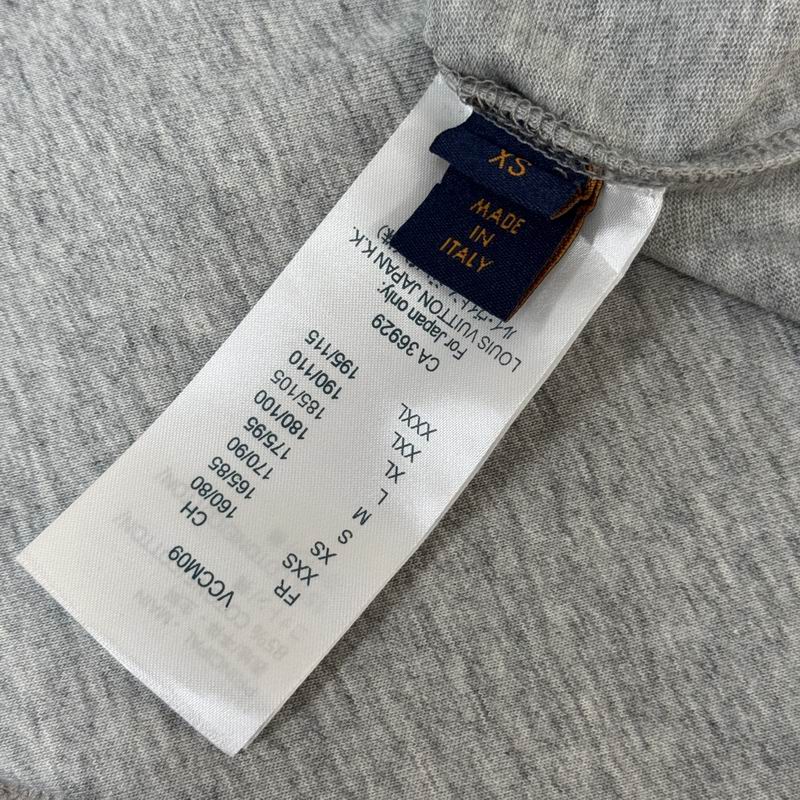 XS
MADE
IN
ITALY
VCCM09
FR CH
XXS 160/80
XS 165/85
S 170/90
M 175/95
L 180/100
XL 185/105
XXL 190/110
XXXL 195/115
CA 36929
For Japan only:
LOUIS VUITTON JAPAN K.K.